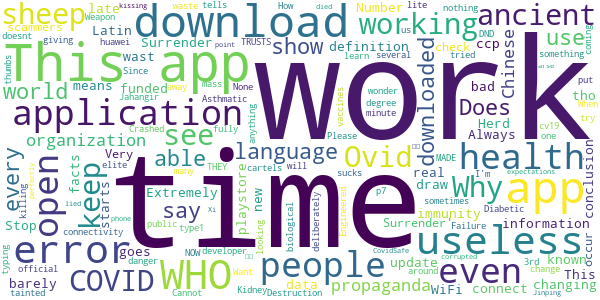 sheep
late
scammers
Latin
download
tells
How
died
waste
doesnt
Weapon
kissing
Number
lite
giving
us
working
DND
nothing
point
ancient
This app
Surrender
definition
check
show
use
something
coming
work
world
means
wast
ccp
Chinese
thumbs
Since
Jahangir
None
TRUSTS
mass
away
learn
several
tried
wonder
degree
minute
bad
tho
put
try
When
application
see
funded
Asthmatic
fully
anything
downloaded
Does
Herd
Always
cv19
one
vaccines
Please
organization
able
language
Ovid
health
every
keep
facts
Very
elite
Crashed
THEY
cartels
Engineered
MADE
real
I'm
conclusion
open
Extremely
playstore
new
Want
many
will
sucks
draw
Why
app
time
sometimes
Diabetic
immunity
information
occur
starts
say
goes
type1
biological
looking
p7
Surrender
known
3rd
This
Stop
killing
connectivity
public
NOW
developer
deliberately
Failure
useless
error
WHO
people
even
COVID
danger
Xi
CovidSafe
expectations
update
WiFi
connect
changing
typing
official
phone
lied
Cannot
data
around
change
tainted
barely
perfectly
huawei
Kidney
Destruction
propaganda
corrupted
Jinping